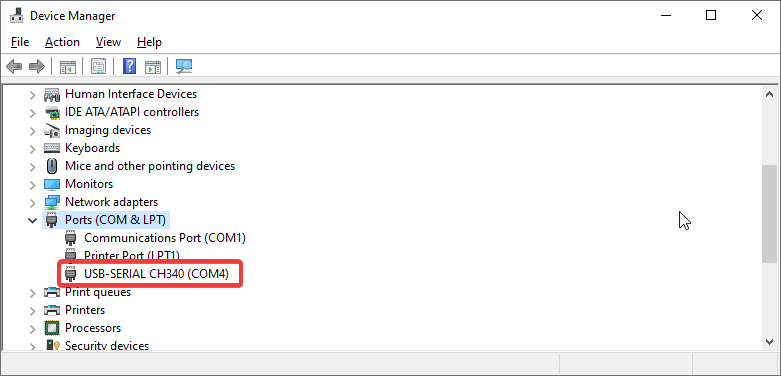 Device Manager
File Action View Help
Human Interface Devices
IDE ATA/ATAPI controllers
Imaging devices
Keyboards
Mice and other pointing devices
Monitors
Network adapters
Ports (COM & LPT)
Communications Port (COM1)
Printer Port (LPT1)
USB-SERIAL CH340 (COM4)
Print queues
Printers
Processors
Security devices